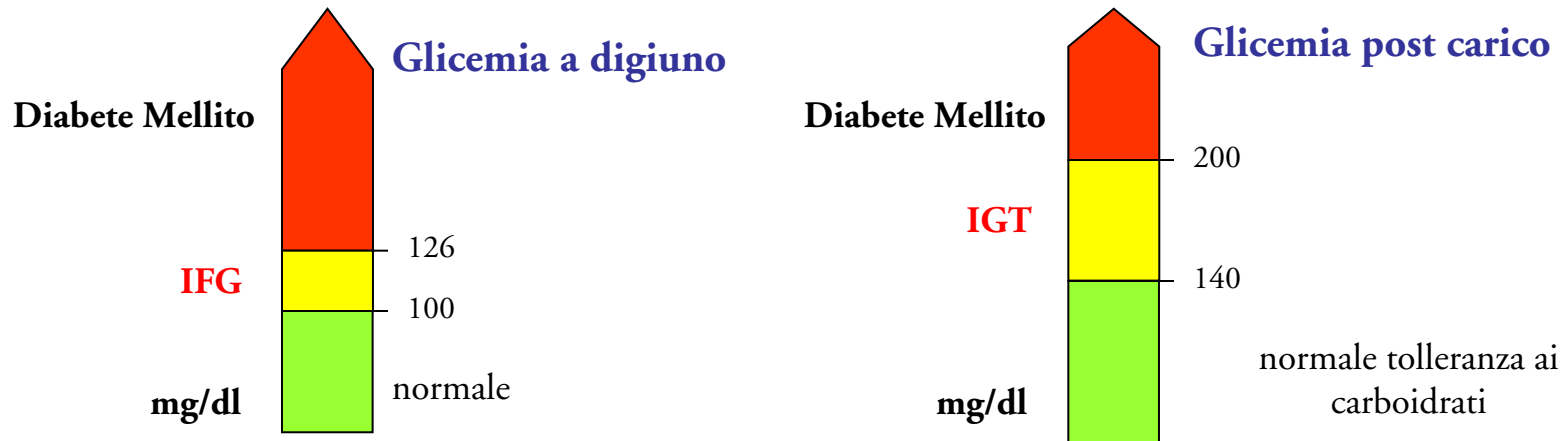 Glicemia a digiuno
Diabete Mellito
126
IFG
100
normale
mg/dl
Glicemia post carico
Diabete Mellito
200
IGT
140
normale tolleranza ai
carboidrati
mg/dl